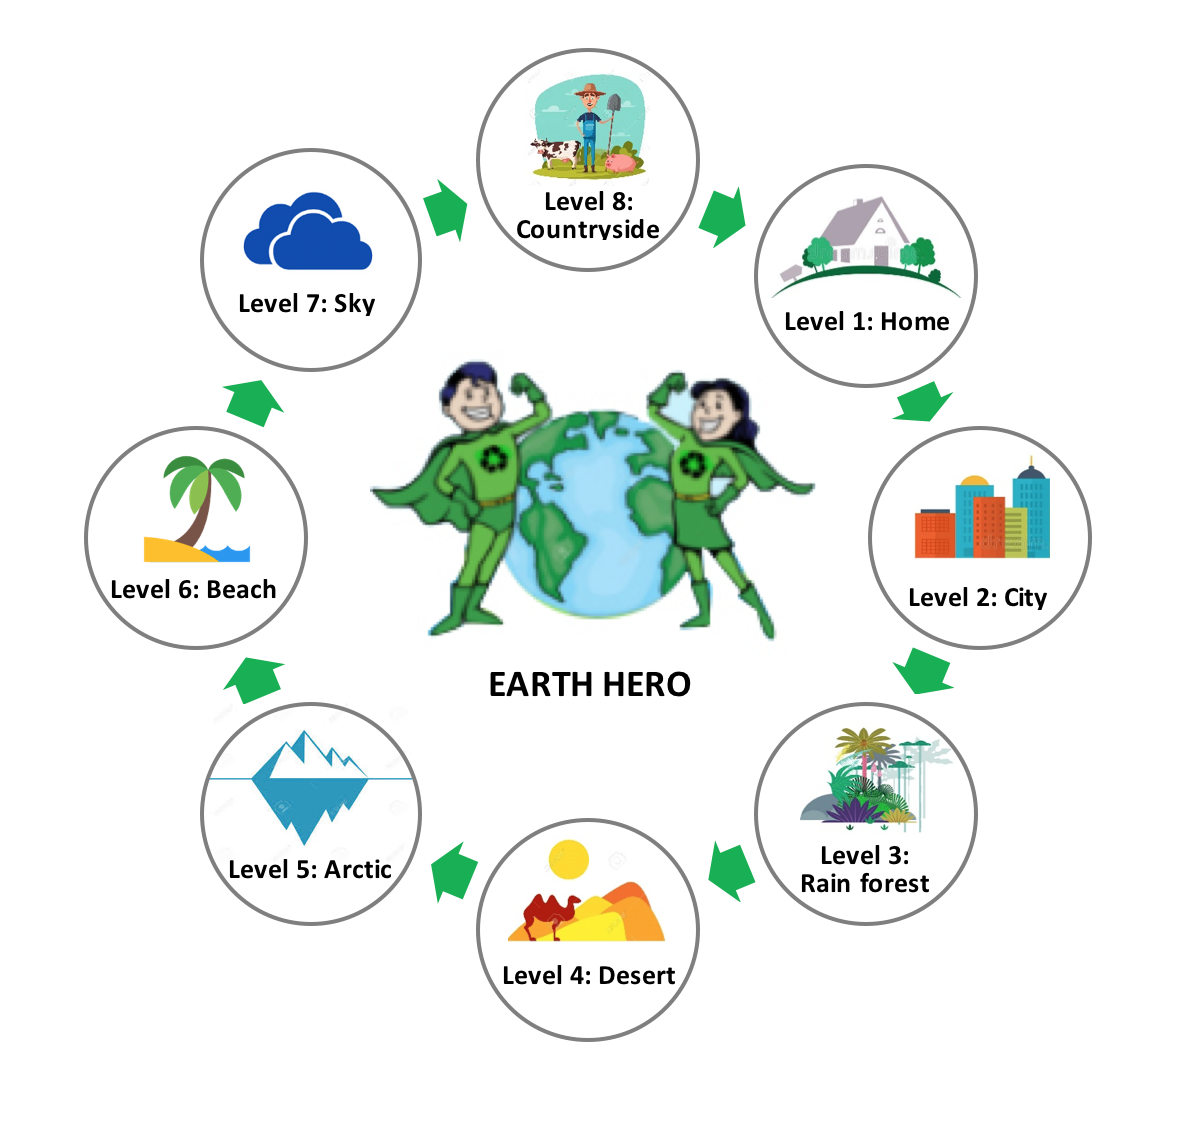 Level 8:
Countryside
Level 1: Home
Level 2: City
Level 3:
Rain forest
Level 4: Desert
Level 5: Arctic
Level 6: Beach
Level 7: Sky
EARTH HERO